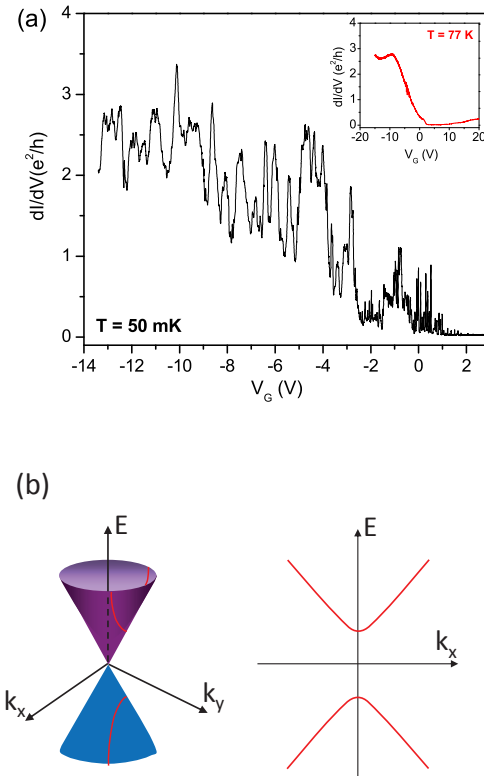 (a)
dI/dV(e²/h)
4
3
2
1
0
T = 50 mK
-14 -12 -10 -8 -6 -4 -2 0 2
V_G (V)
T = 77 K
dI/dV(e²/h)
4
3
2
1
0
-20 -10 0 10 20
V_G (V)
(b)
E
k_x
k_y
E
k_x